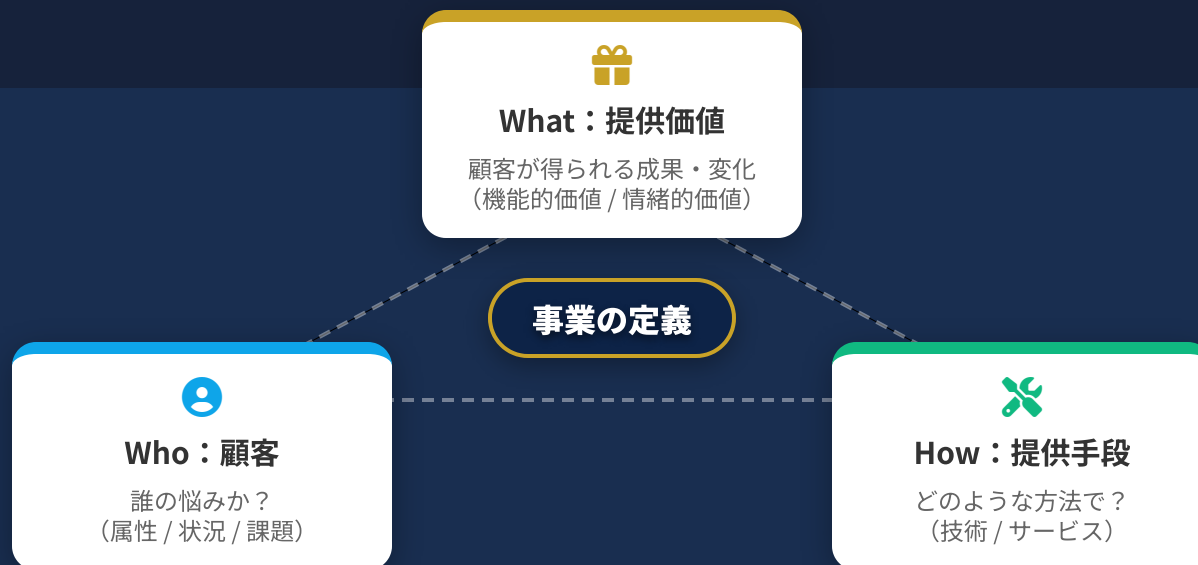 What：提供価値
顧客が得られる成果・変化
（機能的価値 / 情緒的価値）
事業の定義
Who：顧客
誰の悩みか？
（属性 / 状況 / 課題）
How：提供手段
どのような方法で？
（技術 / サービス）